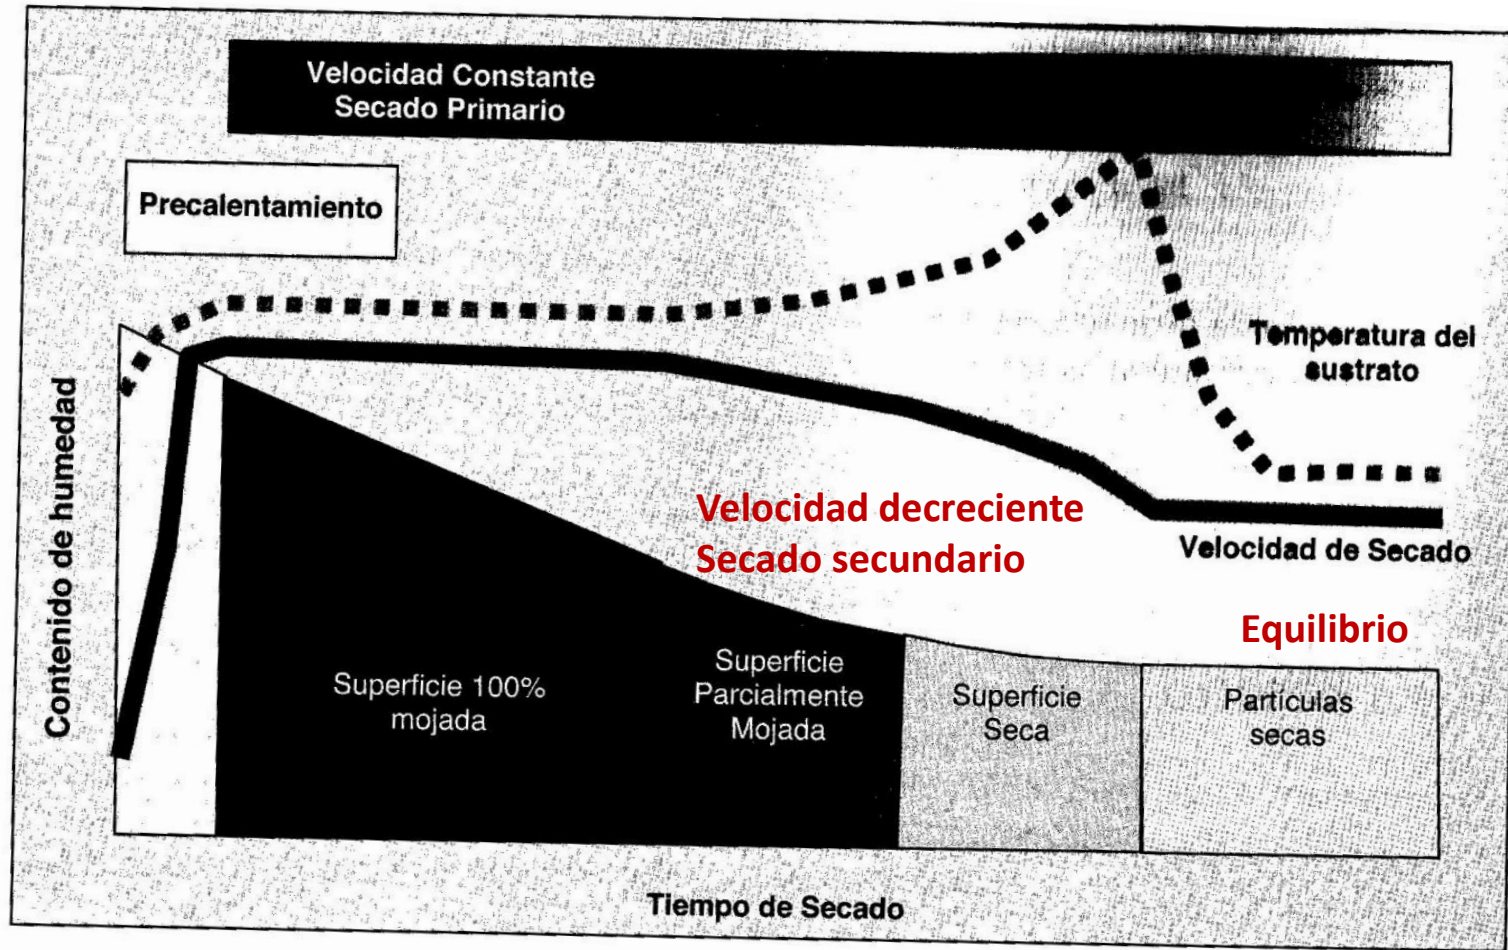 Velocidad Constante
Secado Primario
Precalentamiento
Temperatura del
sustrato
Contenido de humedad
Velocidad decreciente
Secado secundario
Velocidad de Secado
Equilibrio
Superficie 100%
mojada
Superficie
Parcialmente
Mojada
Superficie
Seca
Partículas
secas
Tiempo de Secado